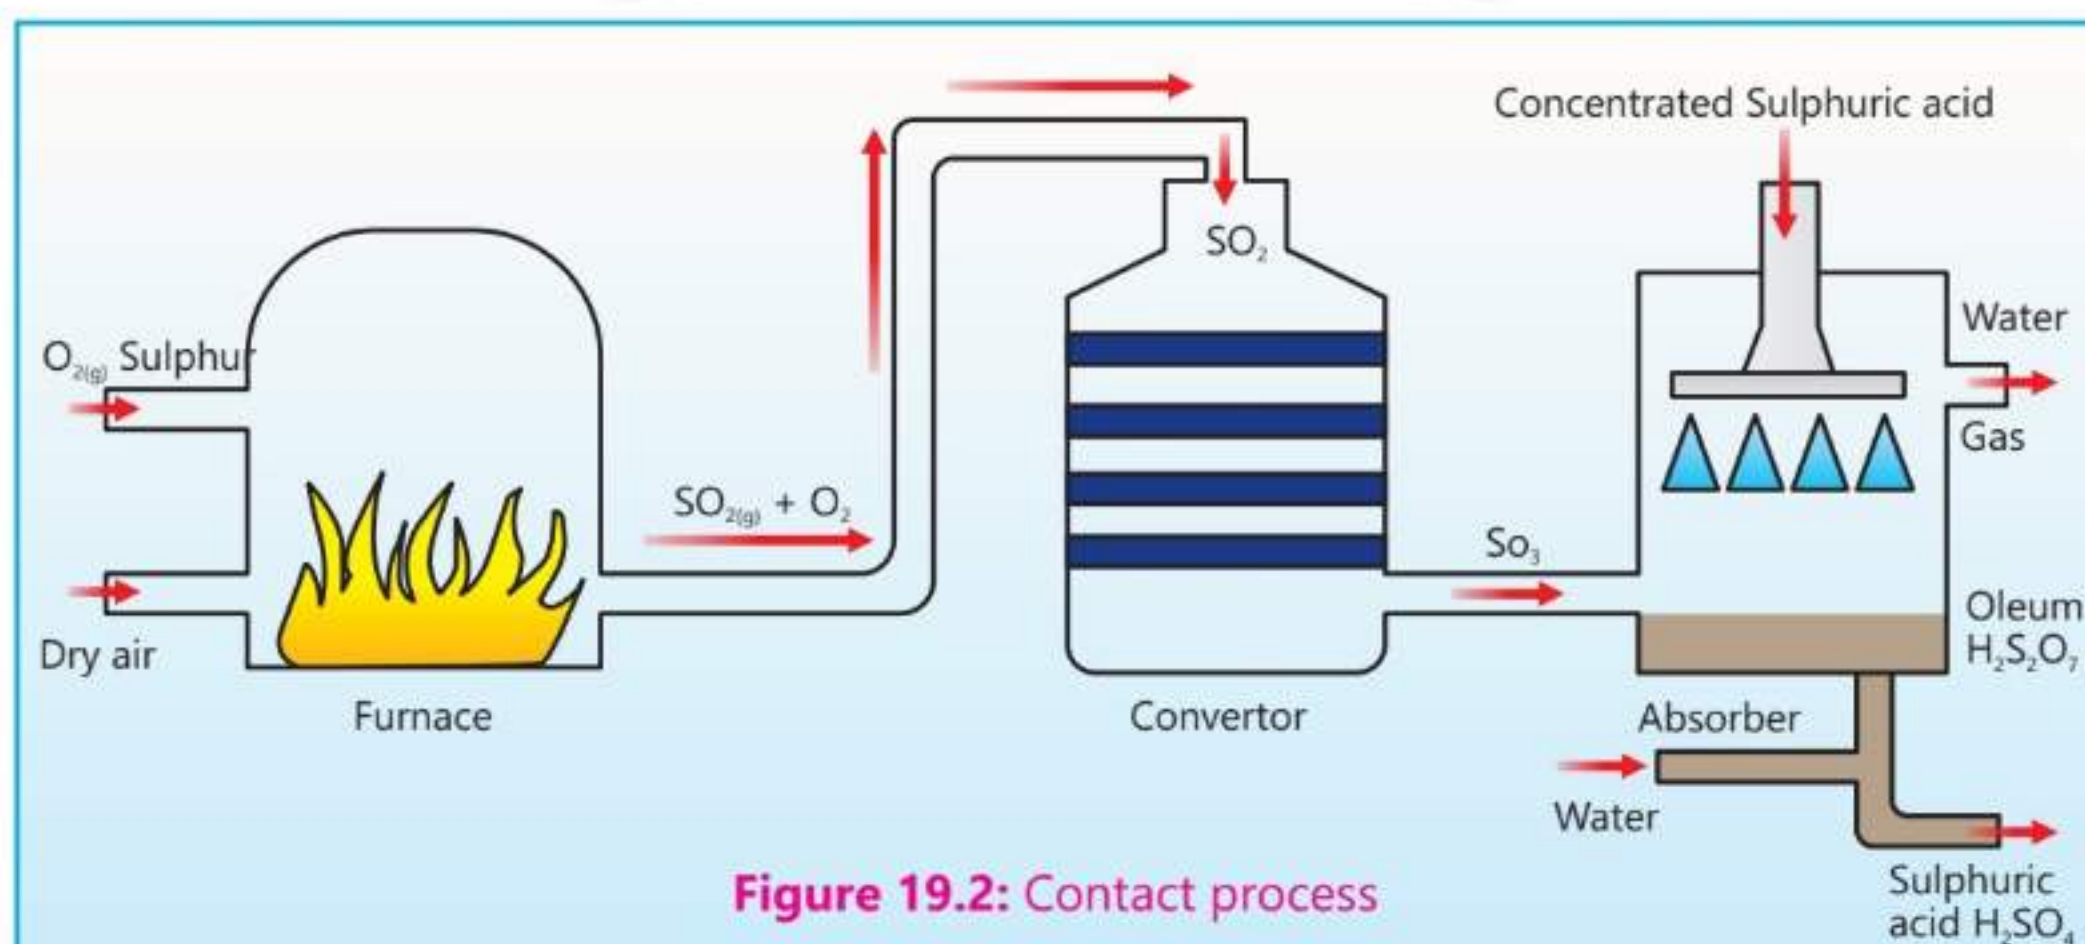 Concentrated Sulphuric acid
SO₂
O₂₍g₎ Sulphur
Water
Gas
SO₂₍g₎ + O₂
So₃
Dry air
Oleum
H₂S₂O₇
Furnace
Convertor
Absorber
Water
Sulphuric
acid H₂SO₄
Figure 19.2: Contact process